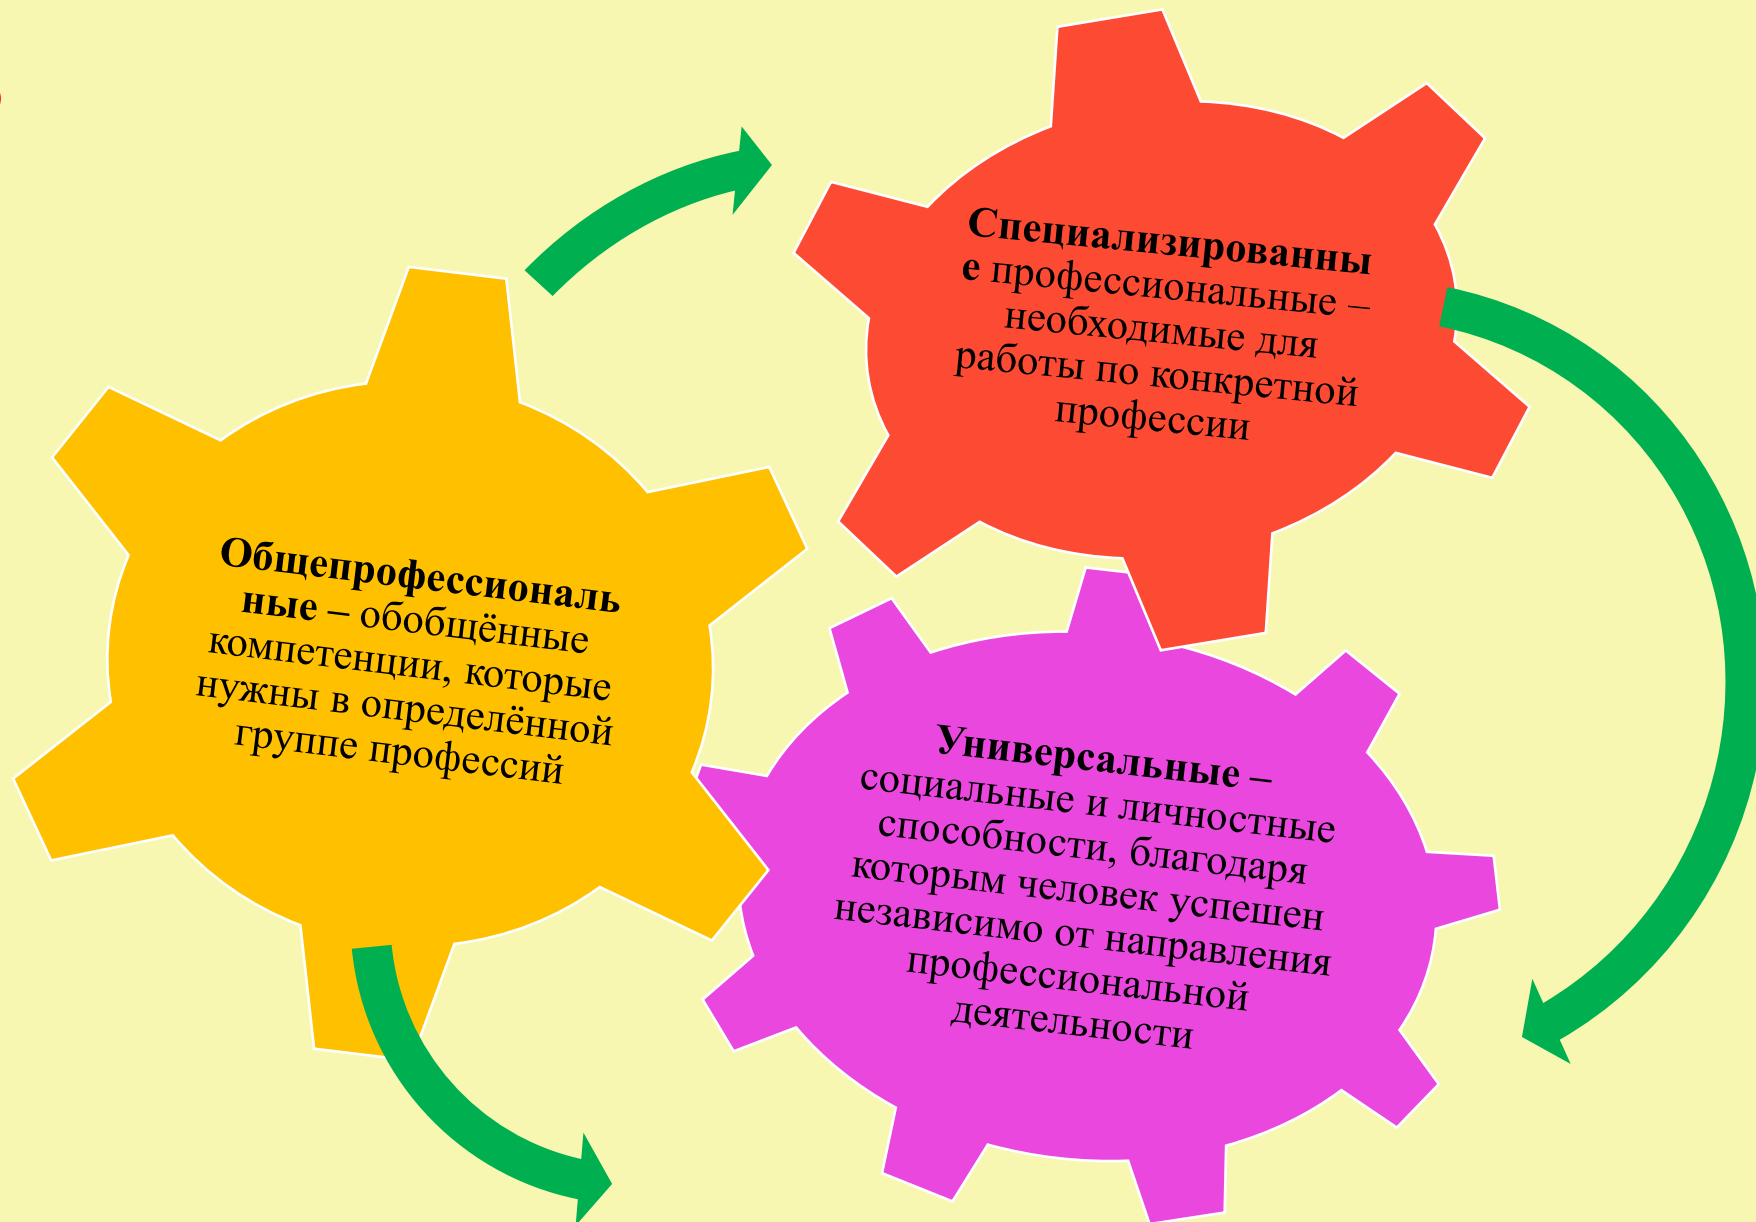 Специализированны
е профессиональные –
необходимые для
работы по конкретной
профессии
Общепрофессиональ
ные – обобщённые
компетенции, которые
нужны в определённой
группе профессий
Универсальные –
социальные и личностные
способности, благодаря
которым человек успешен
независимо от направления
профессиональной
деятельности